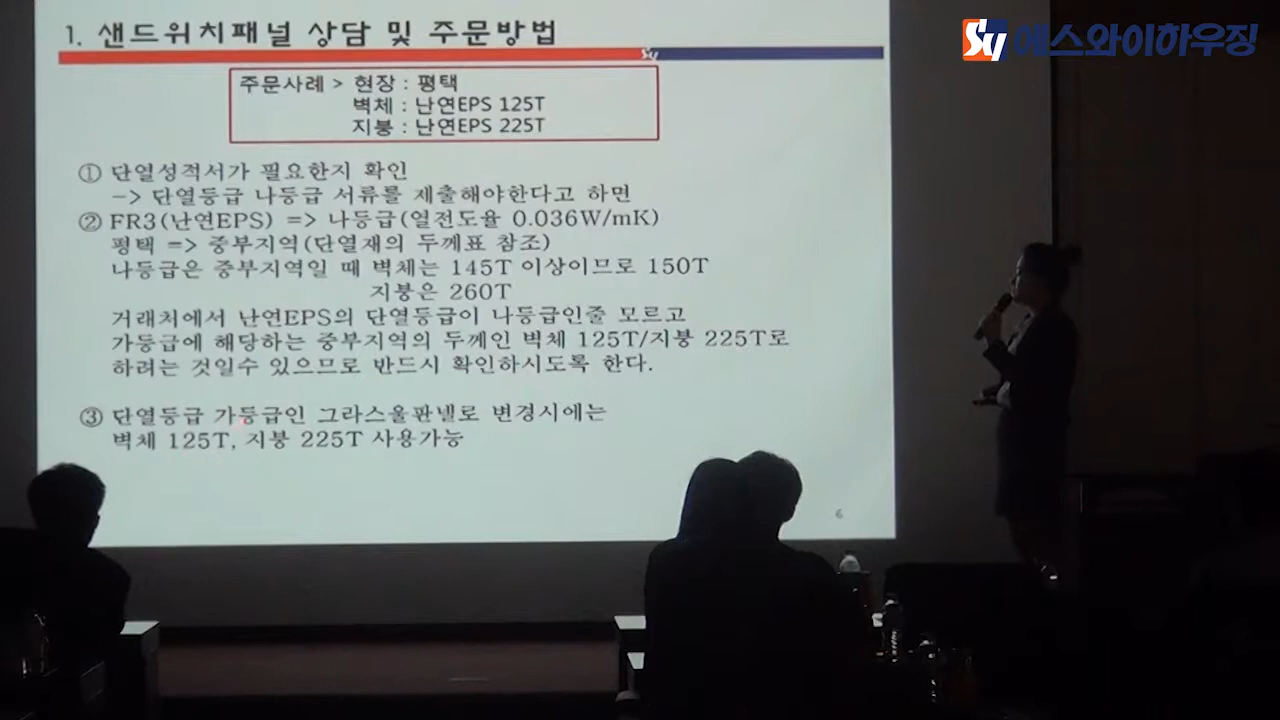 1. 샌드위치패널 상담 및 주문방법
SY
SY 에스와이하우징
주문사례 > 현장 : 평택
벽체 : 난연EPS 125T
지붕 : 난연EPS 225T
① 단열성적서가 필요한지 확인
-> 단열등급 나등급 서류를 제출해야한다고 하면
② FR3(난연EPS) => 나등급(열전도율 0.036W/mK)
평택 => 중부지역(단열재의 두께표 참조)
나등급은 중부지역일 때 벽체는 145T 이상이므로 150T
지붕은 260T
거래처에서 난연EPS의 단열등급이 나등급인줄 모르고
가등급에 해당하는 중부지역의 두께인 벽체 125T/지붕 225T로
하려는 것일수 있으므로 반드시 확인하시도록 한다.
③ 단열등급 가등급인 그라스울판넬로 변경시에는
벽체 125T, 지붕 225T 사용가능
6